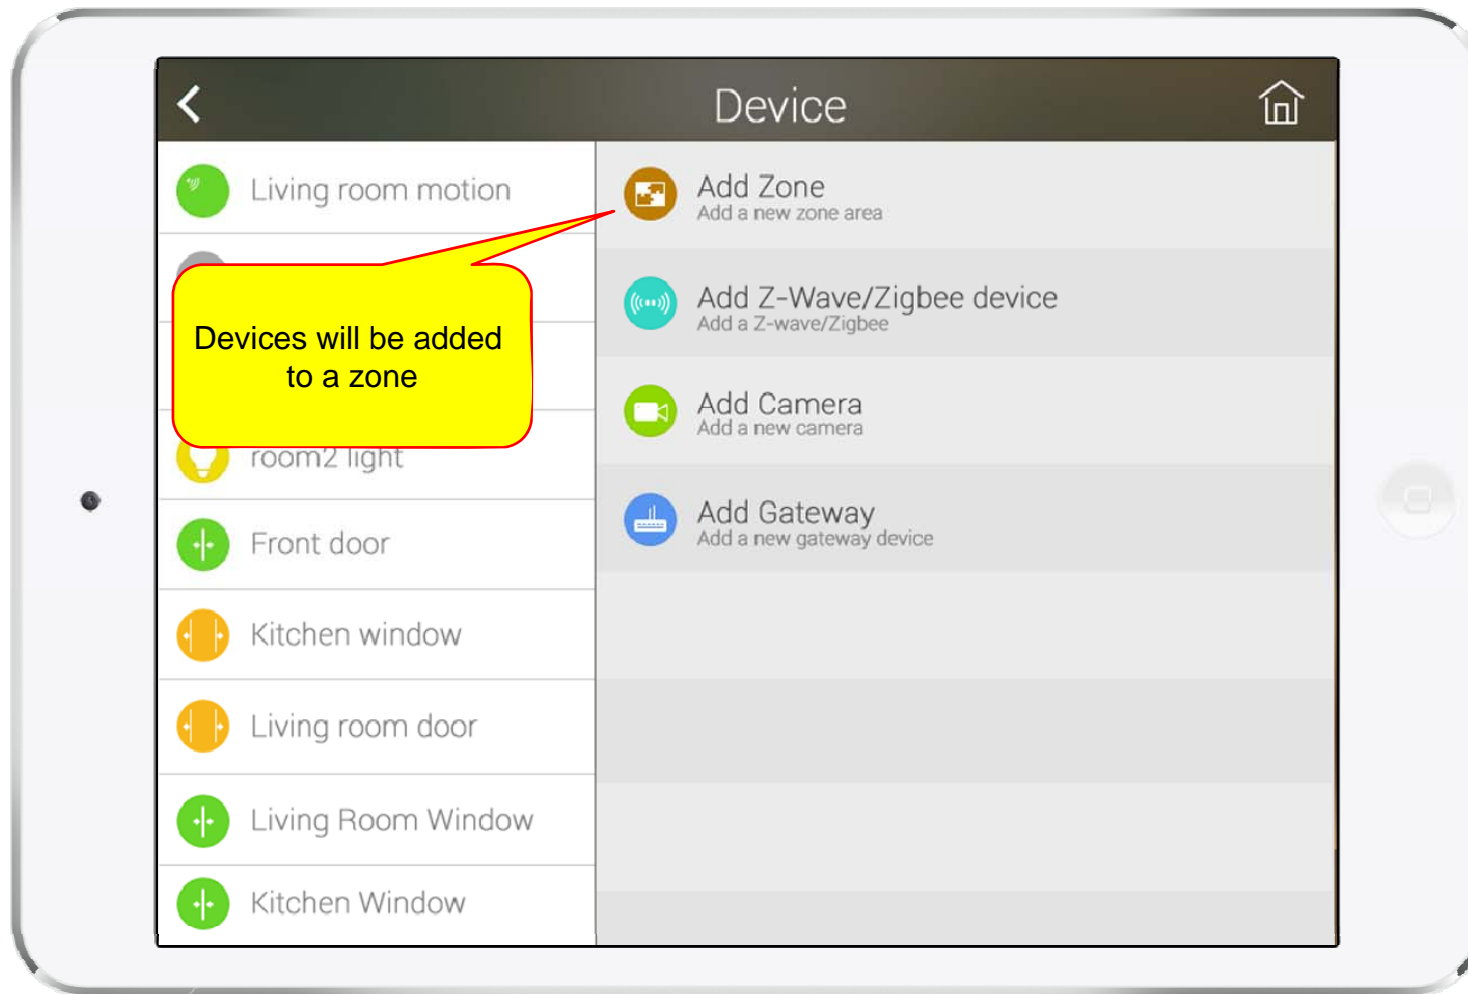 Device
Living room motion
Devices will be added
to a zone
room2 light
Front door
Kitchen window
Living room door
Living Room Window
Kitchen Window
Add Zone
Add a new zone area
Add Z-Wave/Zigbee device
Add a Z-wave/Zigbee
Add Camera
Add a new camera
Add Gateway
Add a new gateway device